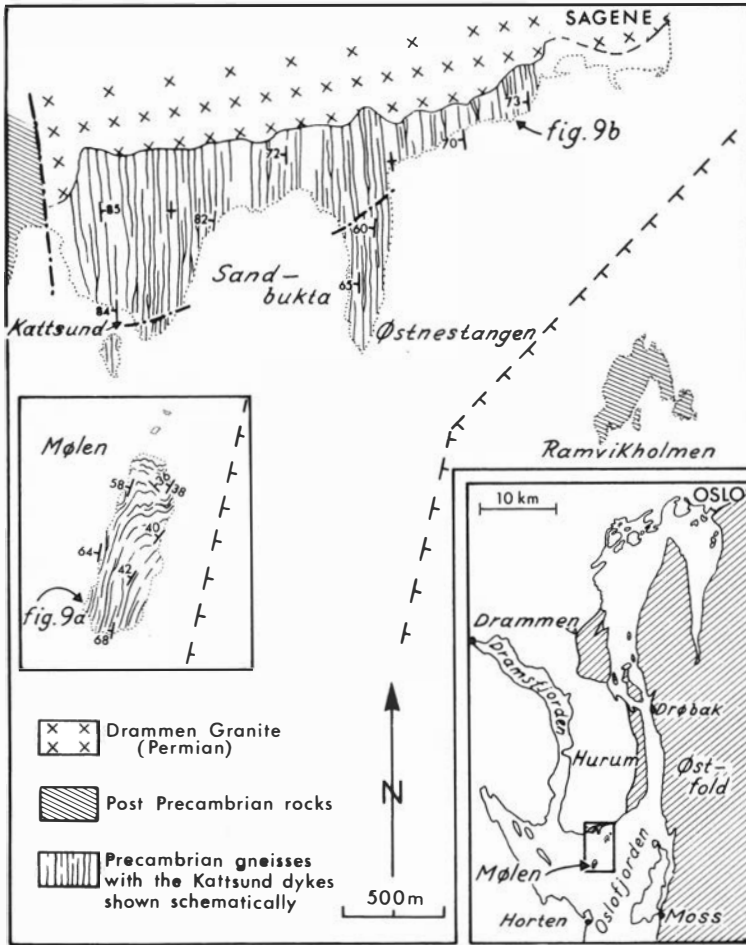 SAGENE
73
fig.9b
72
70
85
82
60
84
65
Sand-
bukta
Kattsund
Østnestangen
Ramvikholmen
Mølen
58
26
38
40
64
42
fig.9a
68
10 km
OSLO
Drammen
Dramsfjorden
Drøbak
Hurum
Øst-
fold
Mølen
Oslofjorden
Horten
Moss
Drammen Granite
(Permian)
Post Precambrian rocks
Precambrian gneisses
with the Kattsund dykes
shown schematically
N
500m